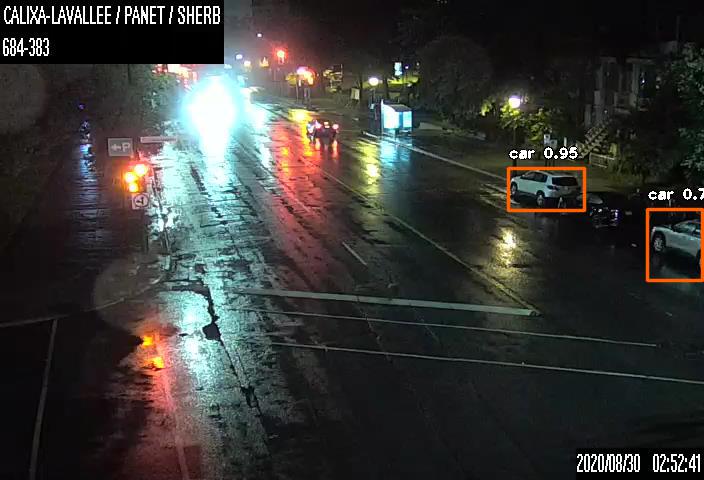 CALIXA-LAVALLEE / PANET / SHERB
684-383
car 0.95
car 0.7
←P
2020/08/30 02:52:41